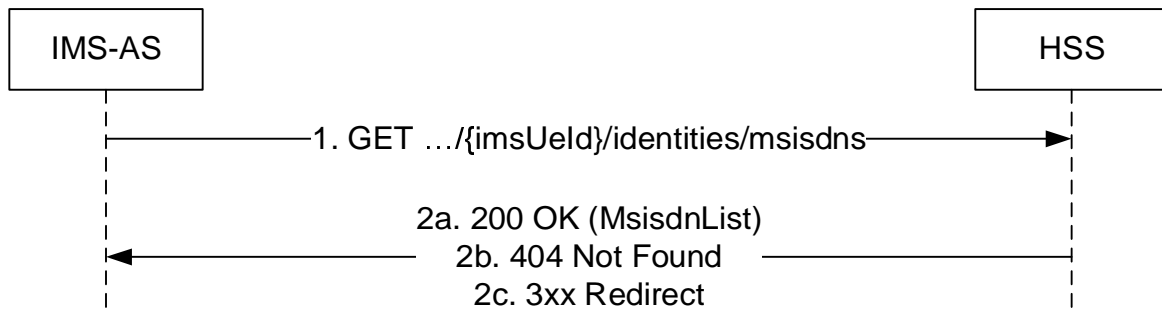 IMS-AS
HSS
1. GET …/{imsUeId}/identities/msisdns
2a. 200 OK (MsisdnList)
2b. 404 Not Found
2c. 3xx Redirect